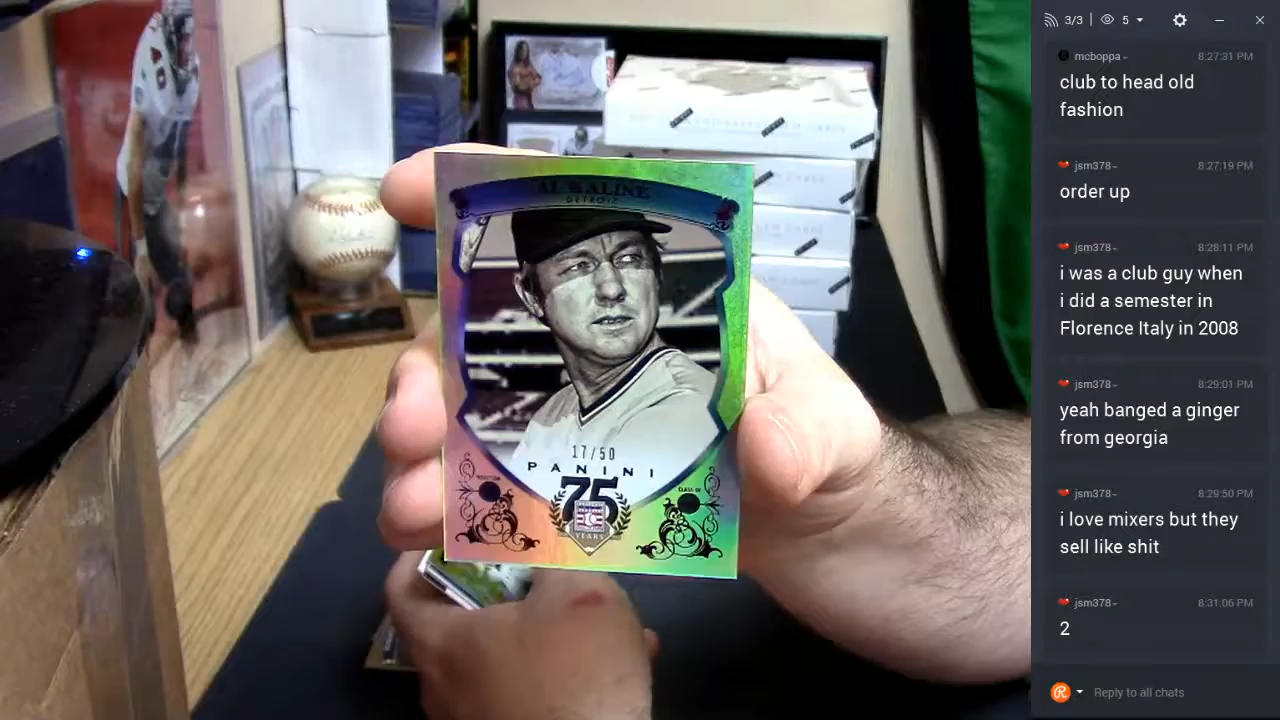 AL KALINE
DETROIT
17/50
PANINI
75
YEARS
CLASS OF
3/3
5
mcboppa
8:27:31 PM
club to head old
fashion
jsm378
8:27:19 PM
order up
jsm378
8:28:11 PM
i was a club guy when
i did a semester in
Florence Italy in 2008
jsm378
8:29:01 PM
yeah banged a ginger
from georgia
jsm378
8:29:50 PM
i love mixers but they
sell like shit
jsm378
8:31:06 PM
2
Reply to all chats